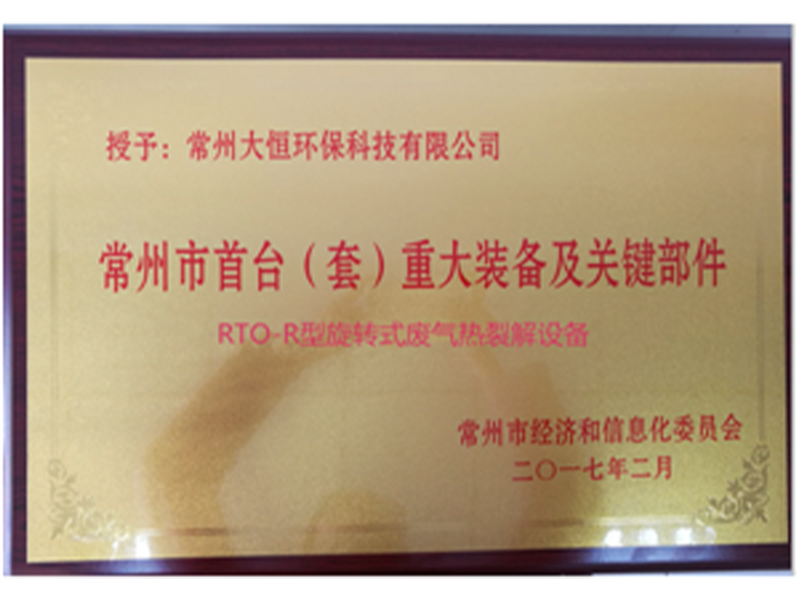 授予：常州大恒环保科技有限公司
常州市首台（套）重大装备及关键部件
RTO-R型旋转式废气热裂解设备
常州市经济和信息化委员会
二〇一七年二月